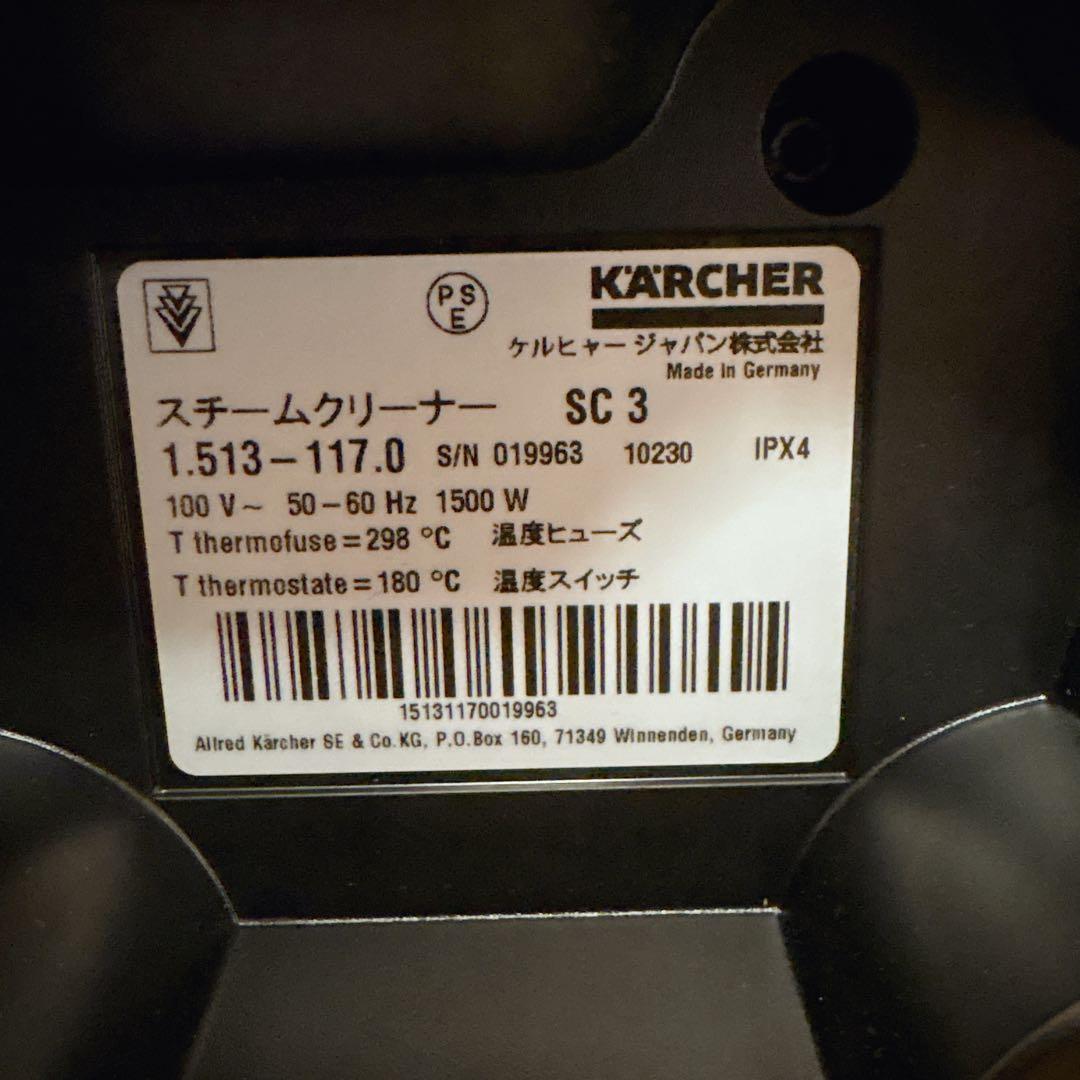 PSE
KÄRCHER
ケルヒャー ジャパン株式会社
Made in Germany
スチームクリーナー SC 3
1.513-117.0 S/N 019963 10230 IPX4
100 V~ 50-60 Hz 1500 W
T thermofuse=298 °C 温度ヒューズ
T thermostate=180 °C 温度スイッチ
15131170019963
Alfred Kärcher SE & Co.KG, P.O.Box 160, 71349 Winnenden, Germany